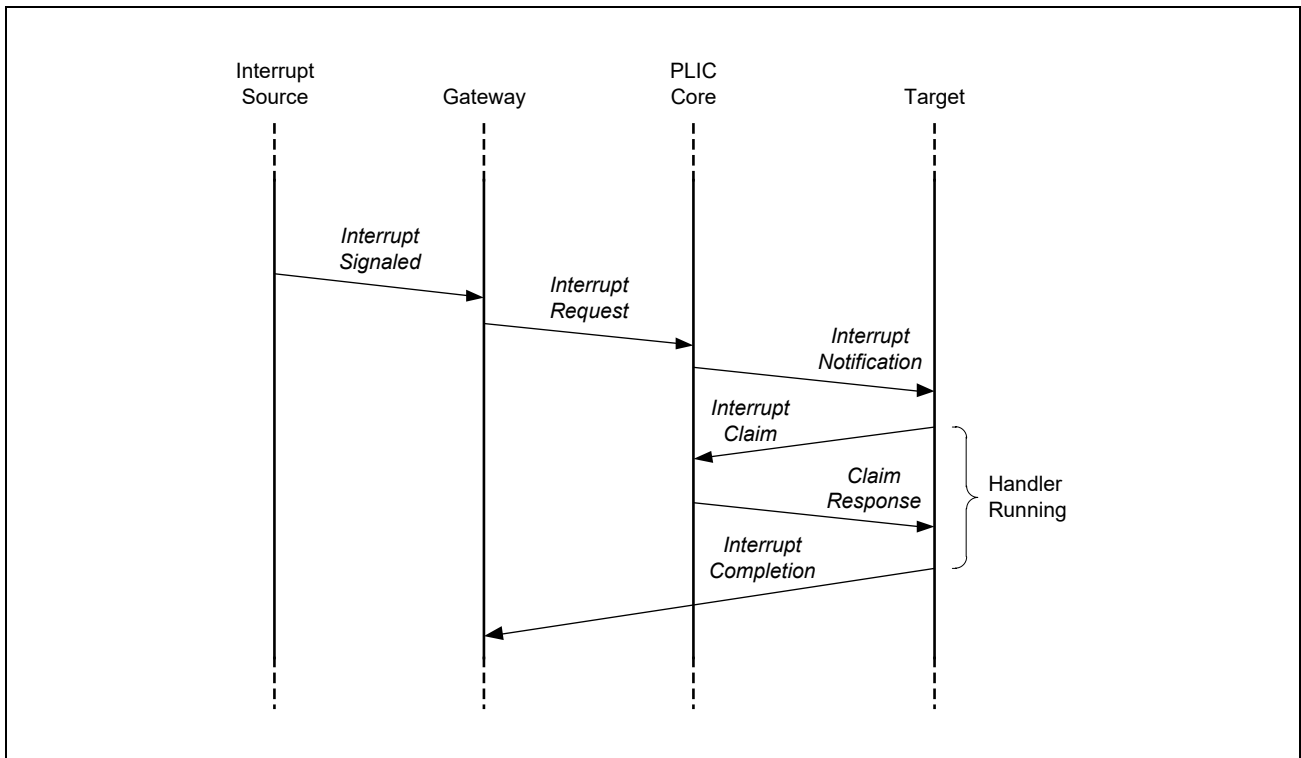 Interrupt
Source
Gateway
PLIC
Core
Target
Interrupt
Signaled
Interrupt
Request
Interrupt
Notification
Interrupt
Claim
Claim
Response
Handler
Running
Interrupt
Completion